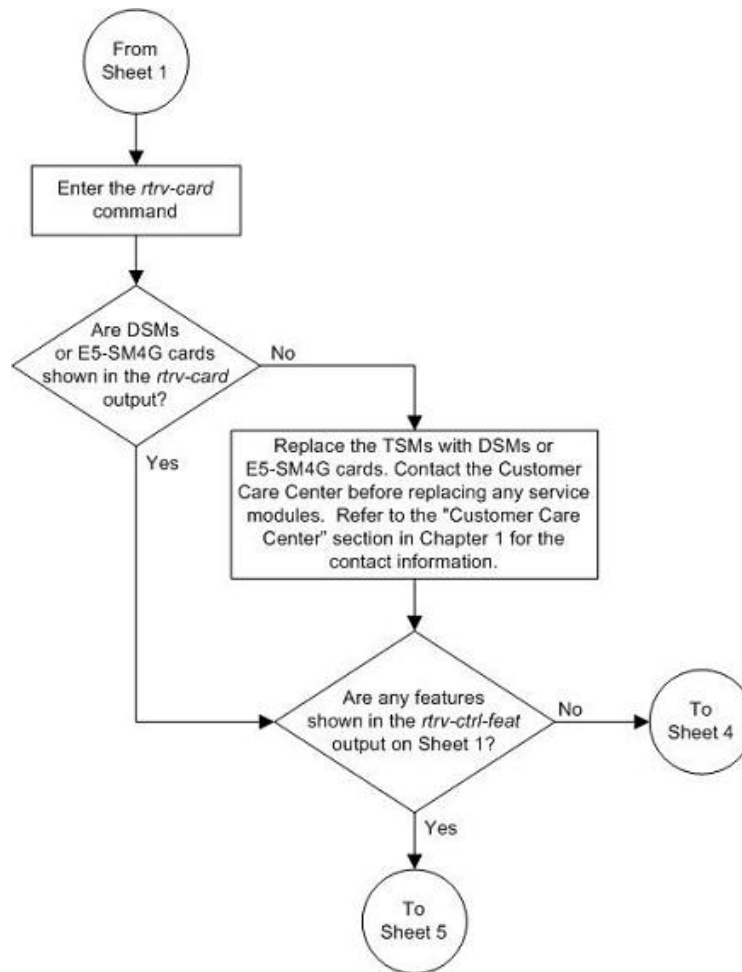 From
Sheet 1
Enter the rtrv-card
command
Are DSMs
or E5-SM4G cards
shown in the rtrv-card
output?
No
Yes
Replace the TSMs with DSMs or
E5-SM4G cards. Contact the Customer
Care Center before replacing any service
modules.  Refer to the "Customer Care
Center" section in Chapter 1 for the
contact information.
Are any features
shown in the rtrv-ctrl-feat
output on Sheet 1?
No
To
Sheet 4
Yes
To
Sheet 5